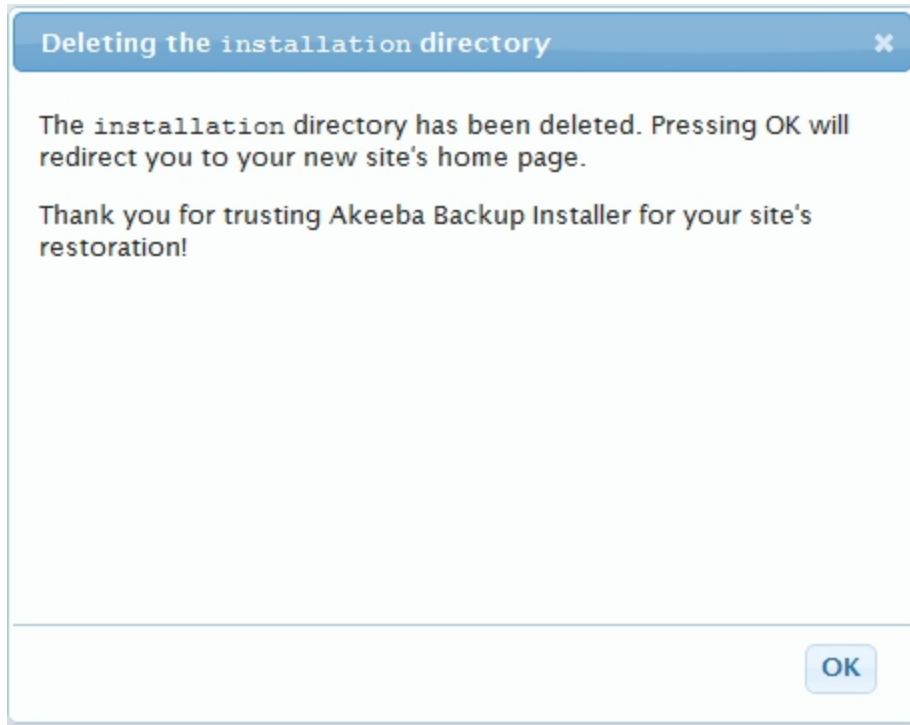 Deleting the installation directory
The installation directory has been deleted. Pressing OK will
redirect you to your new site's home page.
Thank you for trusting Akeeba Backup Installer for your site's
restoration!
OK